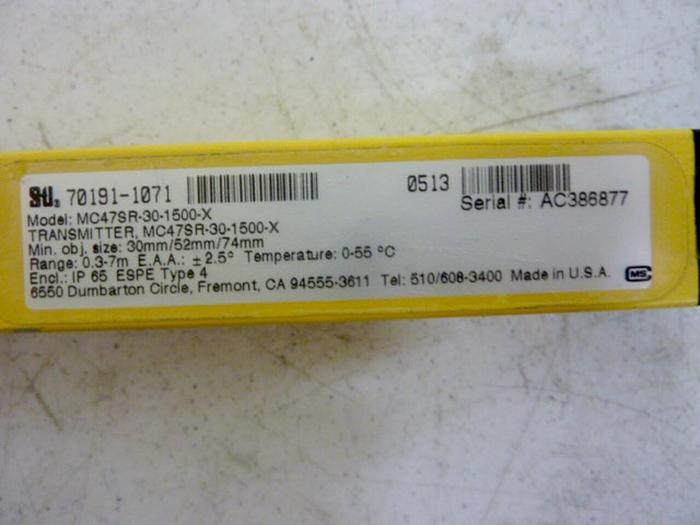 STI. 70191-1071 0513
Serial #: AC386877
Model: MC47SR-30-1500-X
TRANSMITTER, MC47SR-30-1500-X
Min. obj. size: 30mm/52mm/74mm
Range: 0.3-7m E.A.A.: ± 2.5° Temperature: 0-55 °C
Encl.: IP 65 ESPE Type 4
6550 Dumbarton Circle, Fremont, CA 94555-3611 Tel: 510/608-3400 Made in U.S.A. CMS